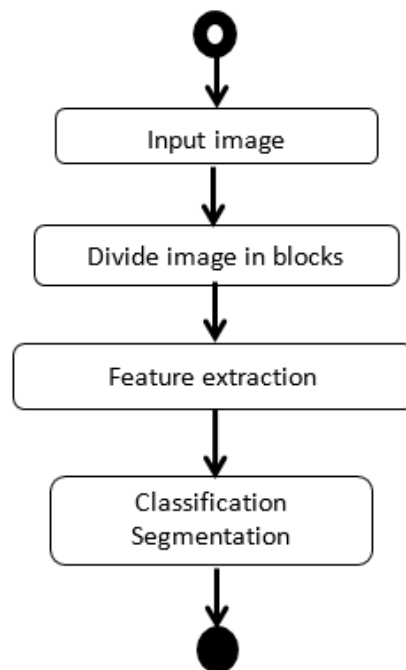 Input image
Divide image in blocks
Feature extraction
Classification
Segmentation